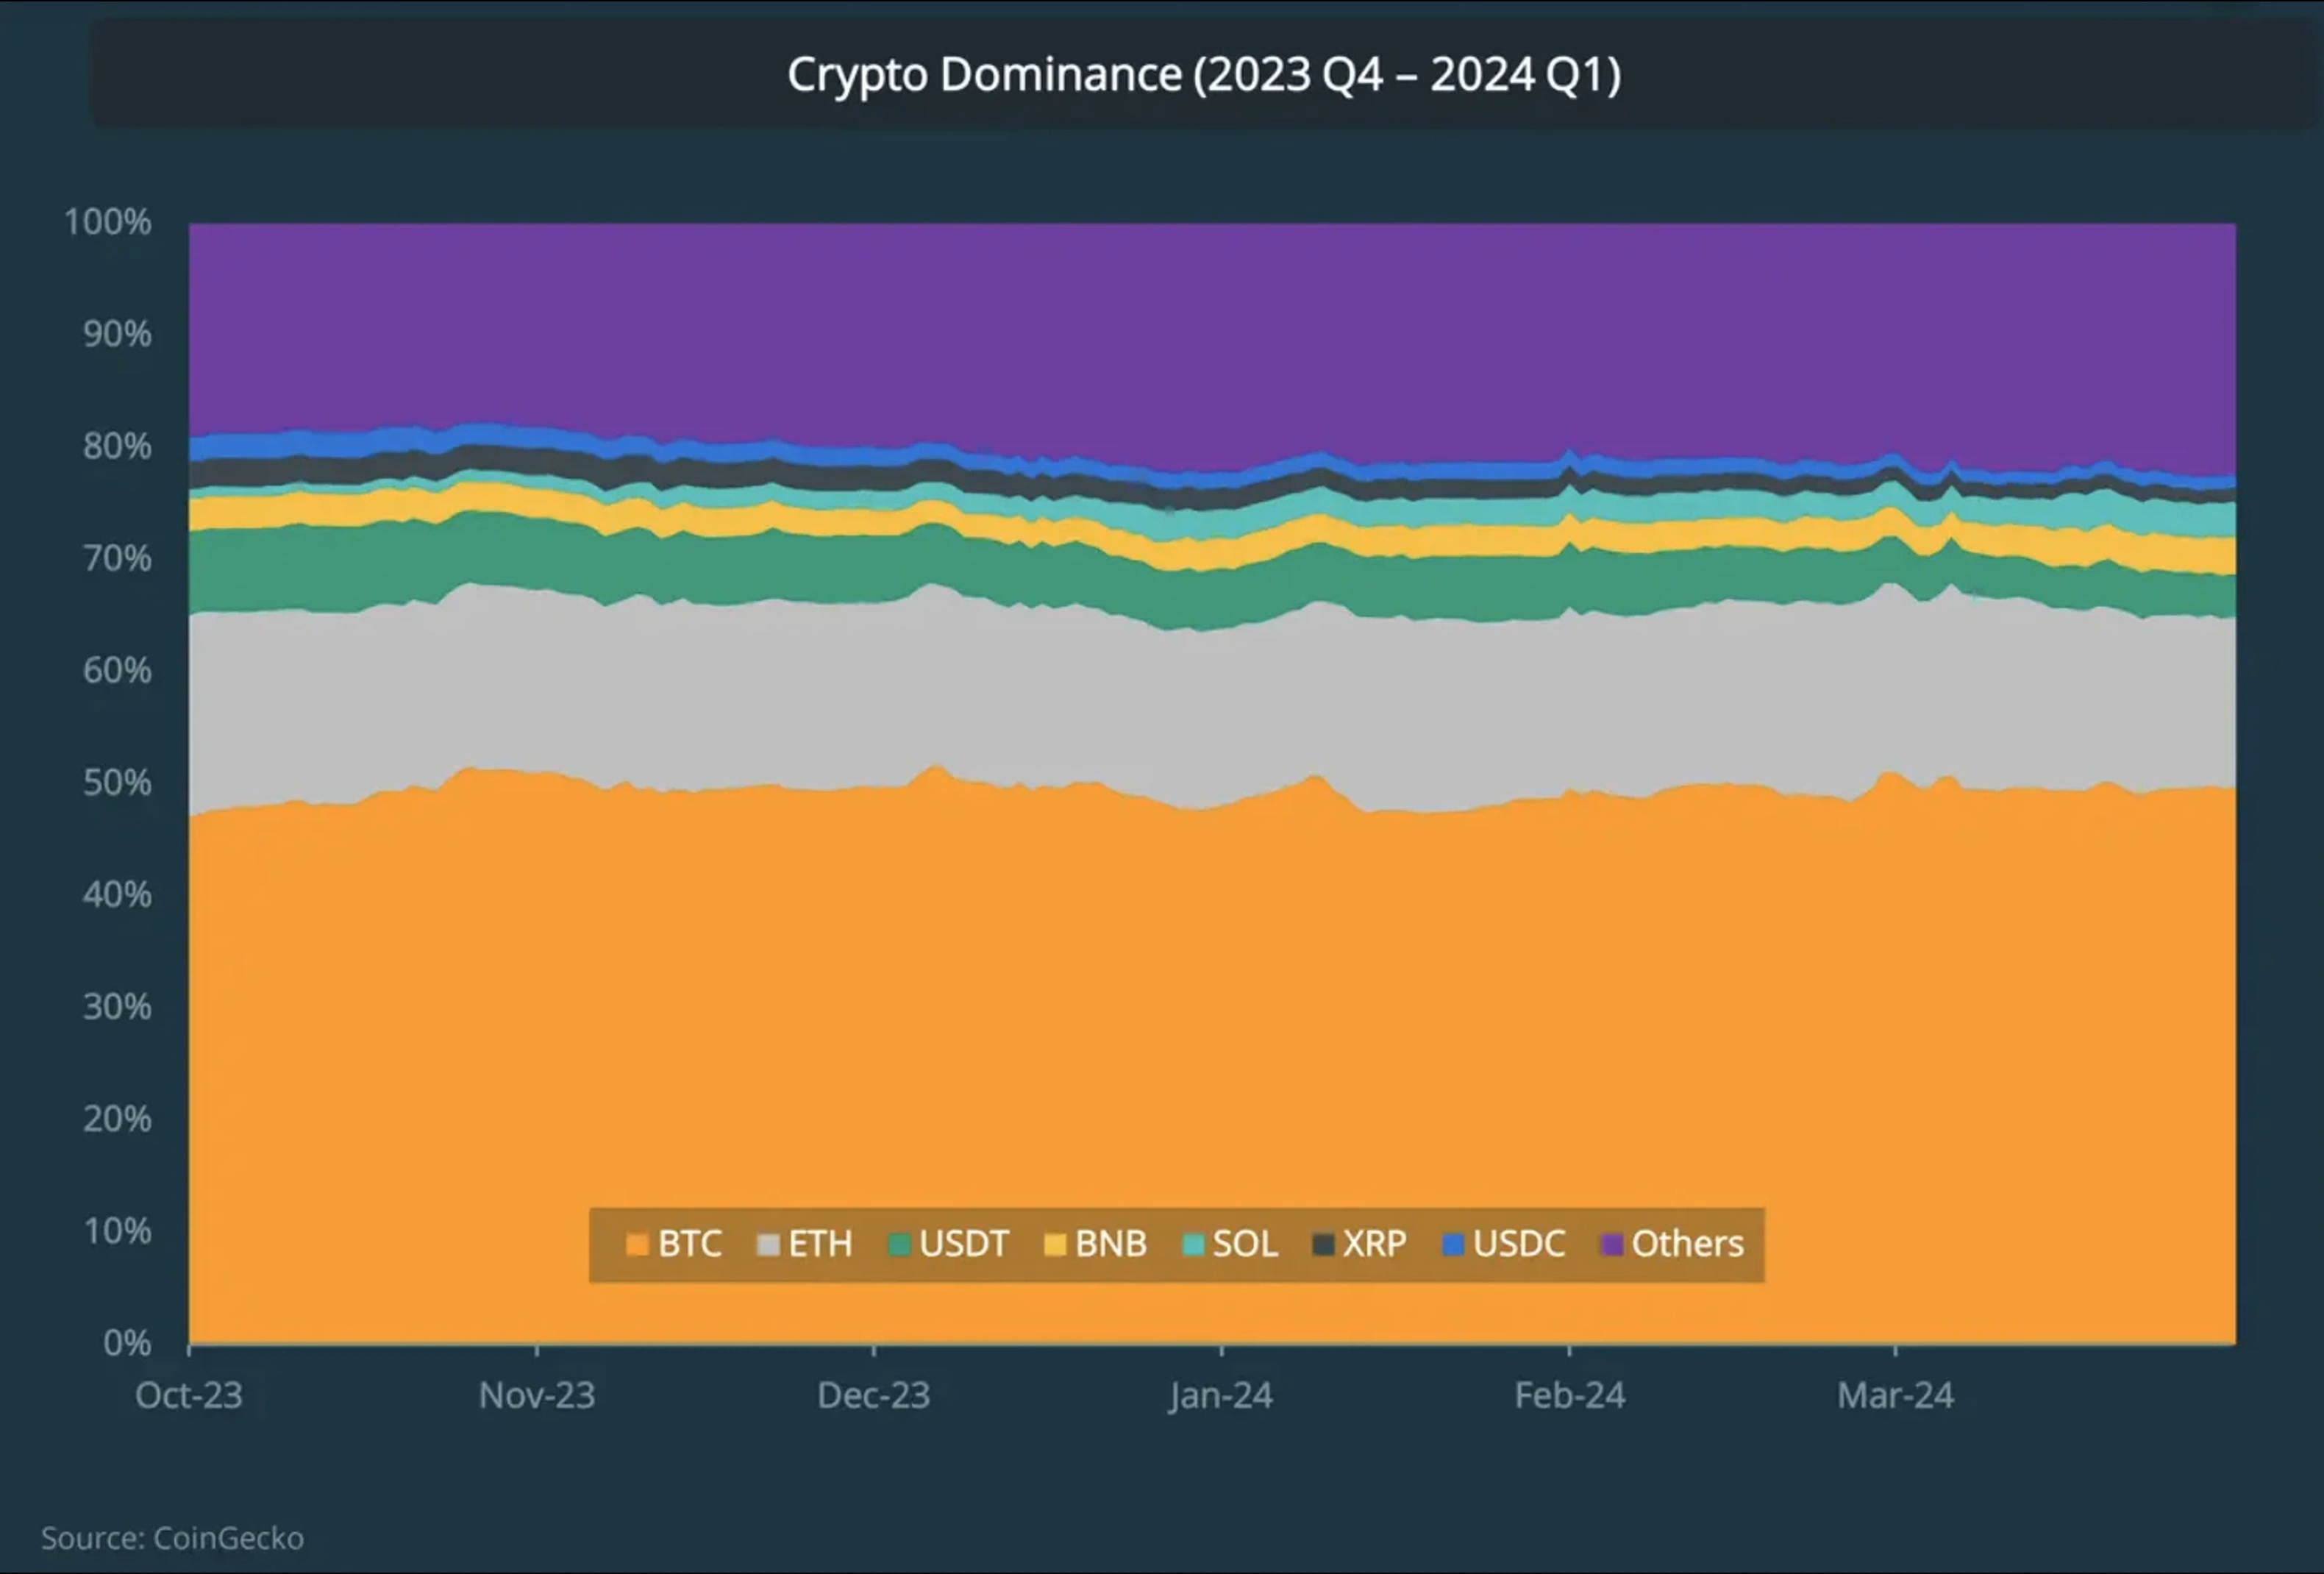 Crypto Dominance (2023 Q4 – 2024 Q1)
100%
90%
80%
70%
60%
50%
40%
30%
20%
10%
0%
BTC ETH USDT BNB SOL XRP USDC Others
Oct-23 Nov-23 Dec-23 Jan-24 Feb-24 Mar-24
Source: CoinGecko